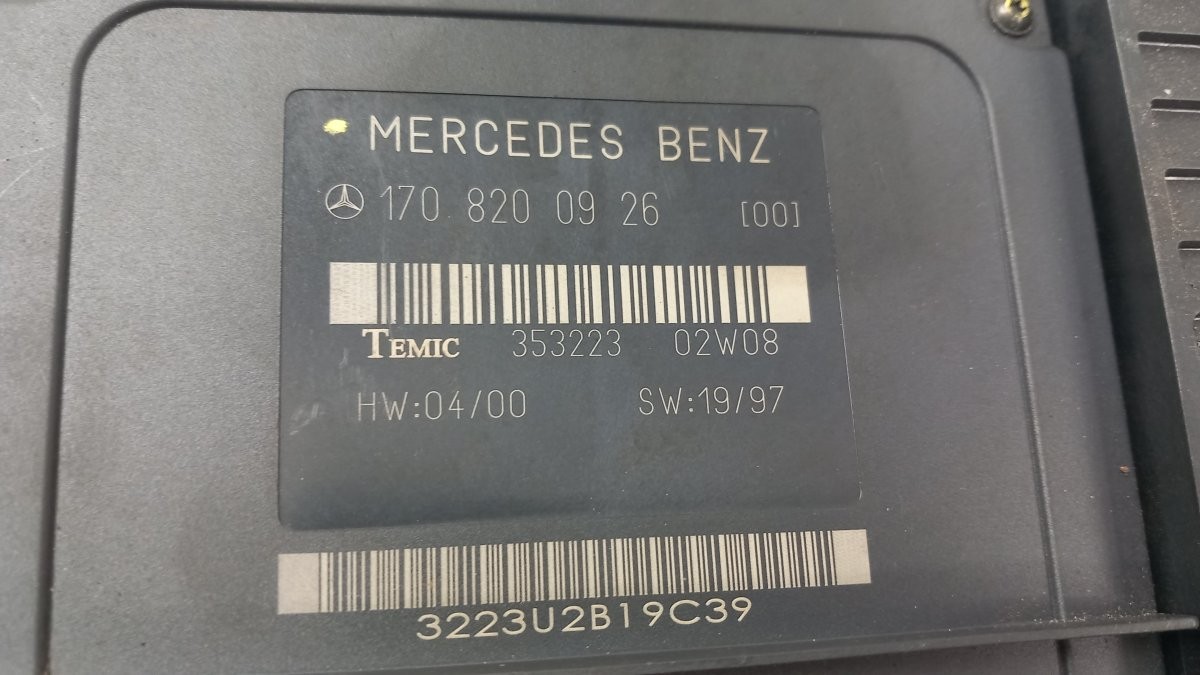 MERCEDES BENZ
170 820 09 26 [00]
TEMIC 353223 02W08
HW:04/00 SW:19/97
3223U2B19C39